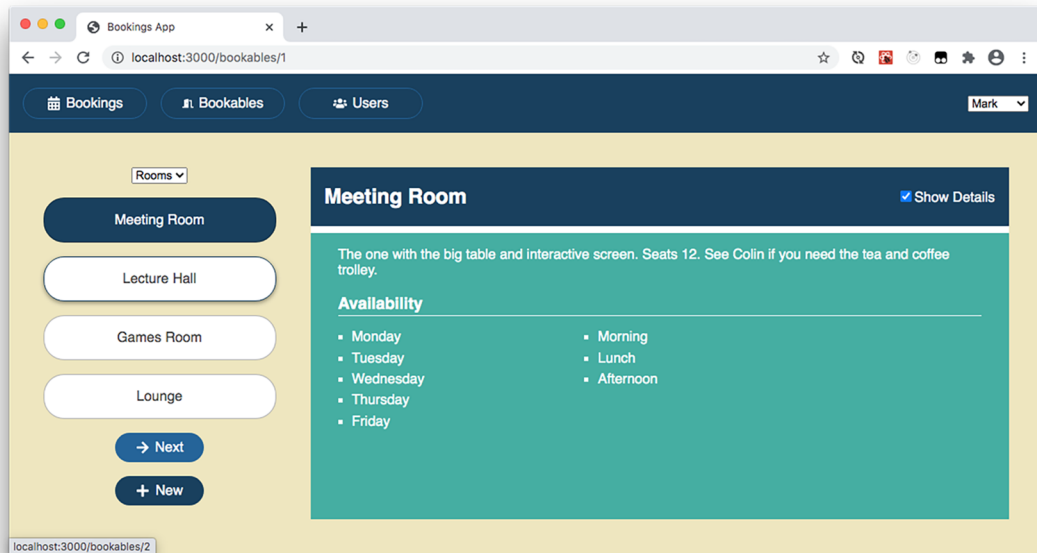 Bookings App
localhost:3000/bookables/1
Bookings Bookables Users Mark
Rooms
Meeting Room
Lecture Hall
Games Room
Lounge
Next
New
Meeting Room Show Details
The one with the big table and interactive screen. Seats 12. See Colin if you need the tea and coffee
trolley.
Availability
Monday
Tuesday
Wednesday
Thursday
Friday
Morning
Lunch
Afternoon
localhost:3000/bookables/2